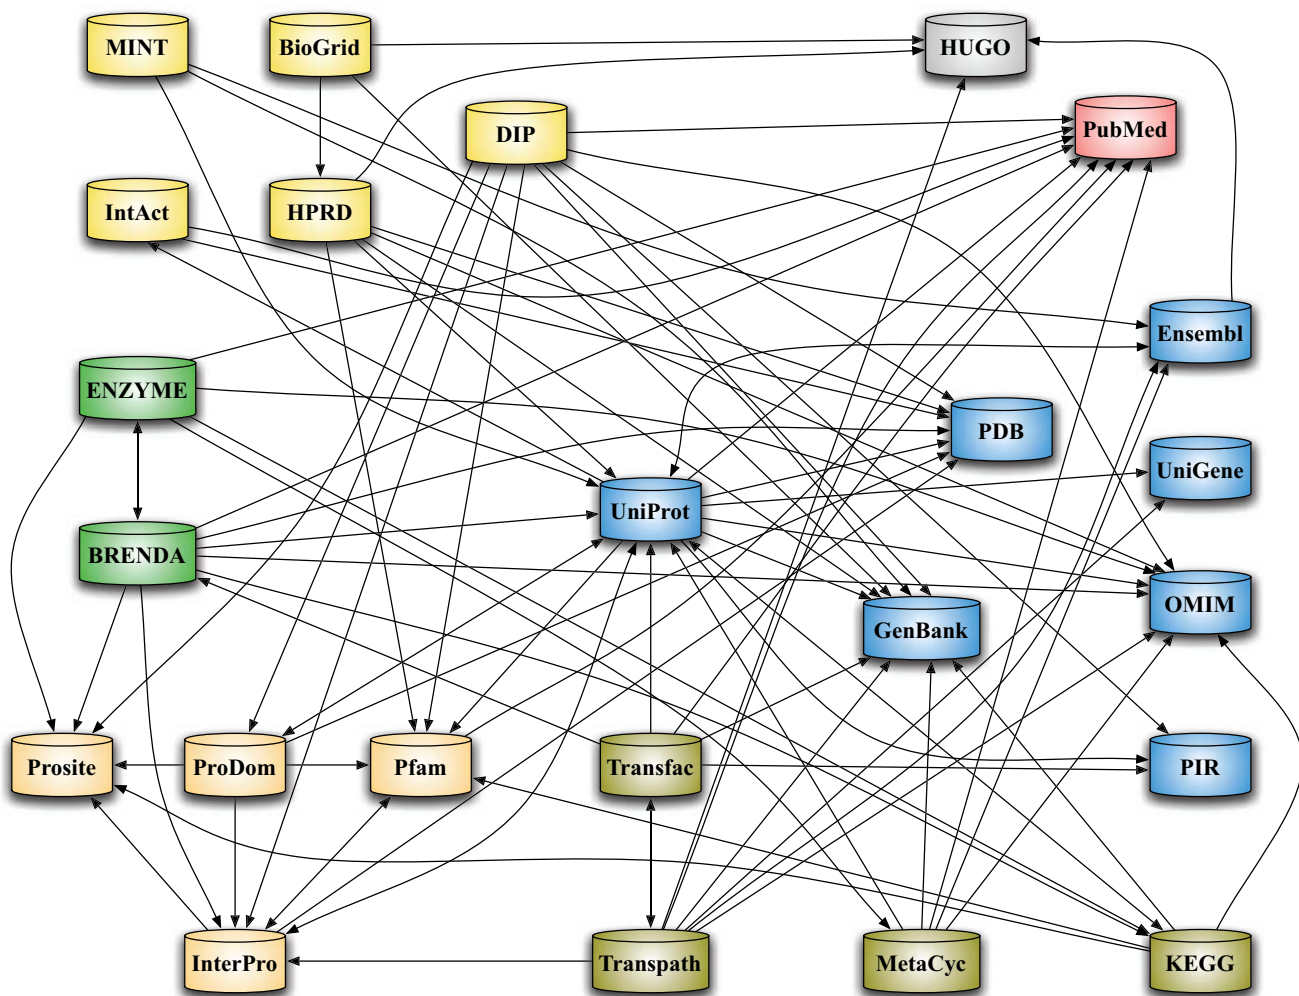 MINT
BioGrid
HUGO
DIP
PubMed
IntAct
HPRD
Ensembl
ENZYME
PDB
UniGene
UniProt
BRENDA
OMIM
GenBank
Prosite
ProDom
Pfam
Transfac
PIR
InterPro
Transpath
MetaCyc
KEGG